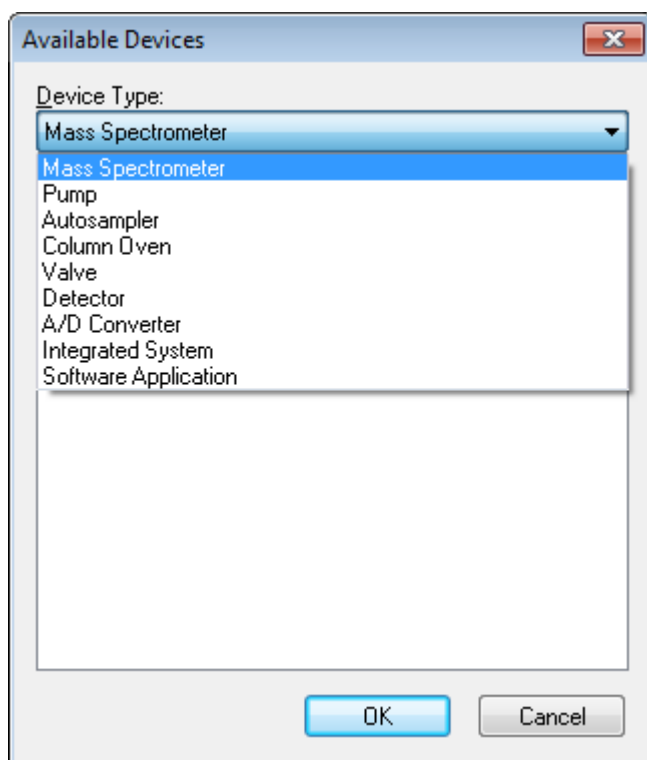 Available Devices
Device Type:
Mass Spectrometer
Mass Spectrometer
Pump
Autosampler
Column Oven
Valve
Detector
A/D Converter
Integrated System
Software Application
OK
Cancel